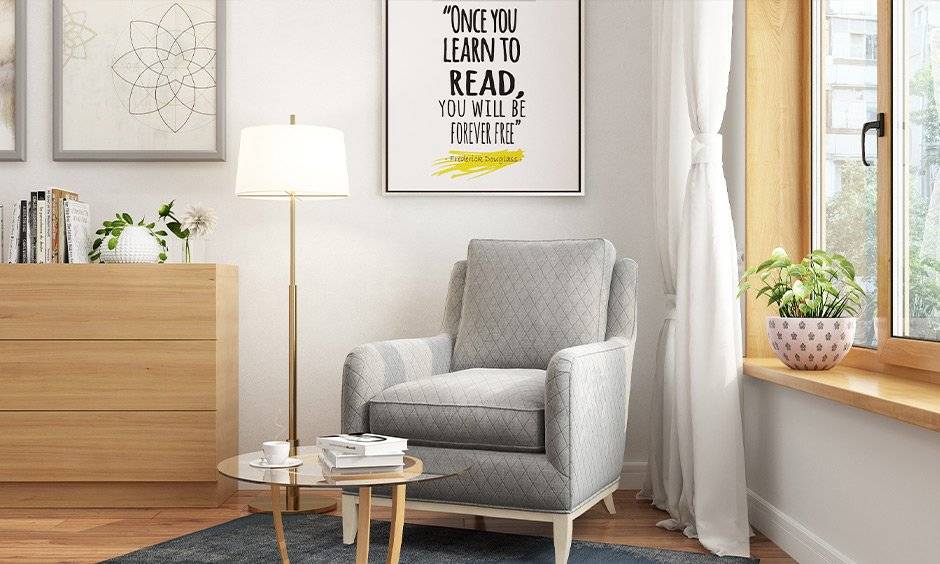 "ONCE YOU
LEARN TO
READ,
YOU WILL BE
FOREVER FREE"
- Frederick Douglass -